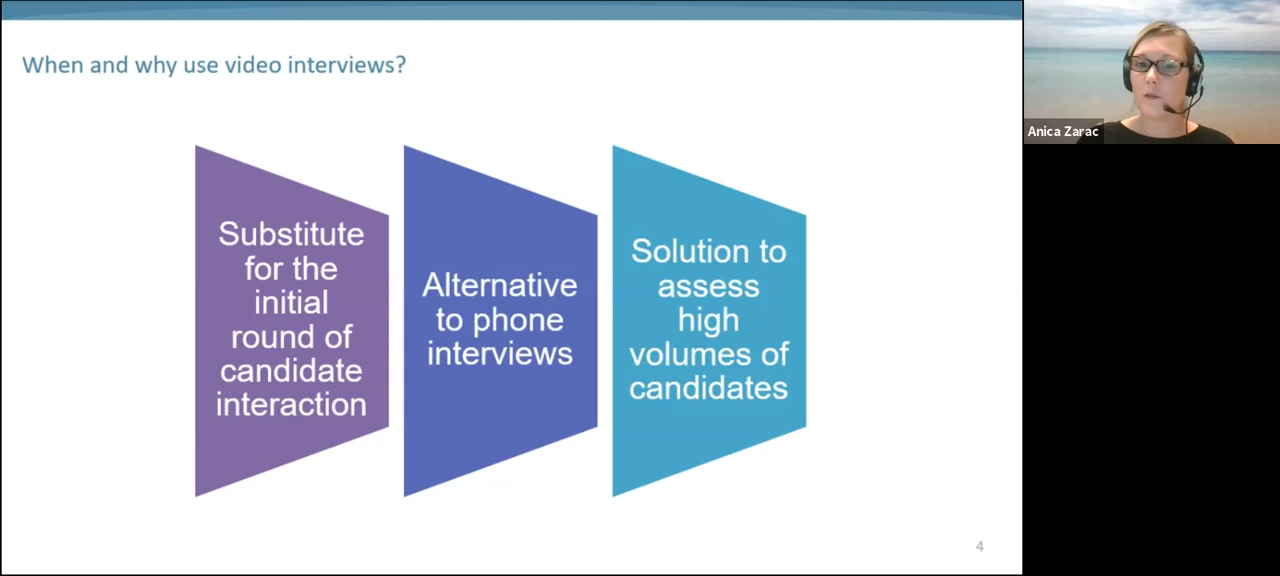 When and why use video interviews?
Substitute
for the
initial
round of
candidate
interaction
Alternative
to phone
interviews
Solution to
assess
high
volumes of
candidates
4
Anica Zarac